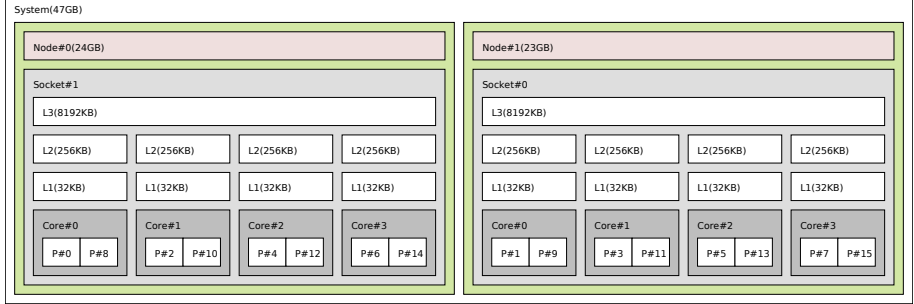 System(47GB)
Node#0(24GB)
Socket#1
L3(8192KB)
L2(256KB) L2(256KB) L2(256KB) L2(256KB)
L1(32KB) L1(32KB) L1(32KB) L1(32KB)
Core#0 Core#1 Core#2 Core#3
P#0 P#8 P#2 P#10 P#4 P#12 P#6 P#14
Node#1(23GB)
Socket#0
L3(8192KB)
L2(256KB) L2(256KB) L2(256KB) L2(256KB)
L1(32KB) L1(32KB) L1(32KB) L1(32KB)
Core#0 Core#1 Core#2 Core#3
P#1 P#9 P#3 P#11 P#5 P#13 P#7 P#15